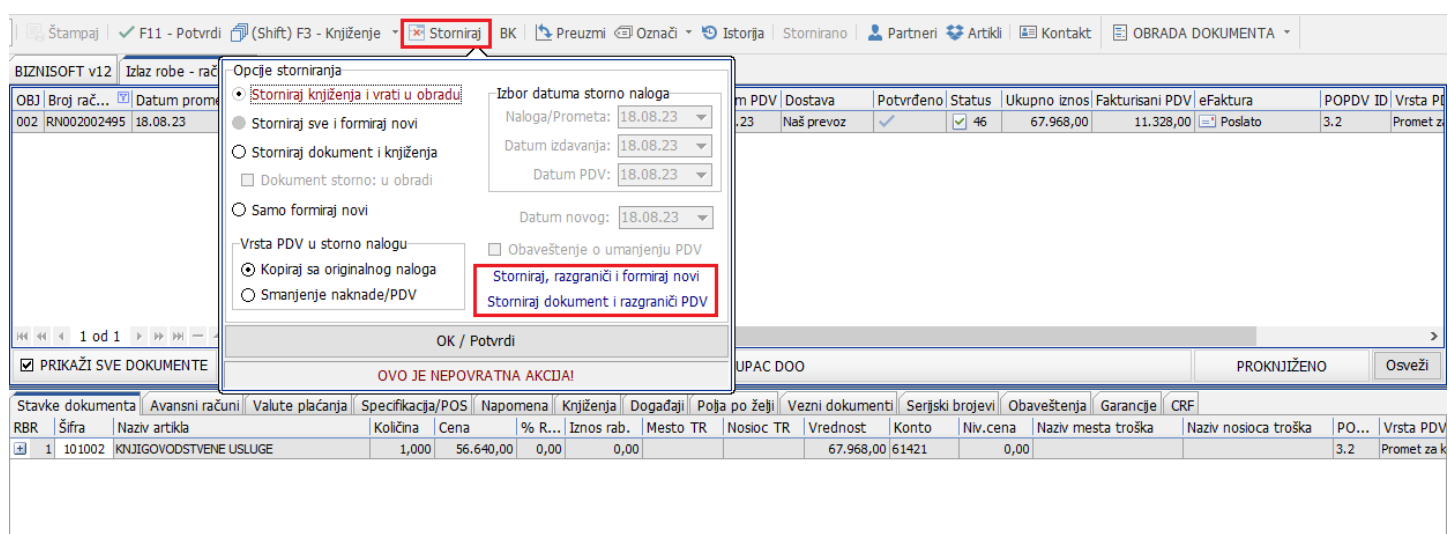 Štampaj F11 - Potvrdi (Shift) F3 - Knjiženje Storniraj BK Preuzmi Označi Istorija Stornirano Partneri Artikli Kontakt OBRADA DOKUMENTA
BIZNISOFT v12 Izlaz robe - rač
OBJ Broj rač... Datum prome m PDV Dostava Potvrđeno Status Ukupno iznos Fakturisani PDV eFaktura POPDV ID Vrsta PD
002 RN002002495 18.08.23 .23 Naš prevoz 46 67.968,00 11.328,00 Poslato 3.2 Promet za
Opcije storniranja
Storniraj knjiženja i vrati u obradu
Storniraj sve i formiraj novi
Storniraj dokument i knjiženja
Dokument storno: u obradi
Samo formiraj novi
Vrsta PDV u storno nalogu
Kopiraj sa originalnog naloga
Smanjenje naknade/PDV
Izbor datuma storno naloga
Naloga/Prometa: 18.08.23
Datum izdavanja: 18.08.23
Datum PDV: 18.08.23
Datum novog: 18.08.23
Obaveštenje o umanjenju PDV
Storniraj, razgraniči i formiraj novi
Storniraj dokument i razgraniči PDV
OK / Potvrdi
OVO JE NEPOVRATNA AKCIJA!
1 od 1
PRIKAŽI SVE DOKUMENTE UPAC DOO PROKNJIŽENO Osveži
Stavke dokumenta Avansni računi Valute plaćanja Specifikacija/POS Napomena Knjiženja Događaji Polja po želji Vezni dokumenti Serijski brojevi Obaveštenja Garancije CRF
RBR Šifra Naziv artikla Količina Cena % R... Iznos rab. Mesto TR Nosioc TR Vrednost Konto Niv.cena Naziv mesta troška Naziv nosioca troška PO... Vrsta PDV
1 101002 KNJIGOVODSTVENE USLUGE 1,000 56.640,00 0,00 0,00 67.968,00 61421 0,00 3.2 Promet za k